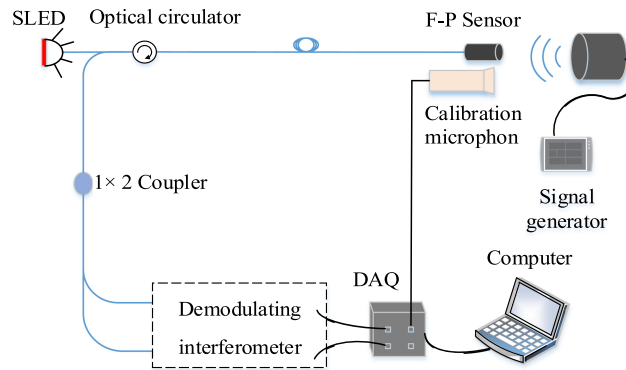 SLED
Optical circulator
F-P Sensor
Calibration
microphon
1× 2 Coupler
Signal
generator
Computer
DAQ
Demodulating
interferometer